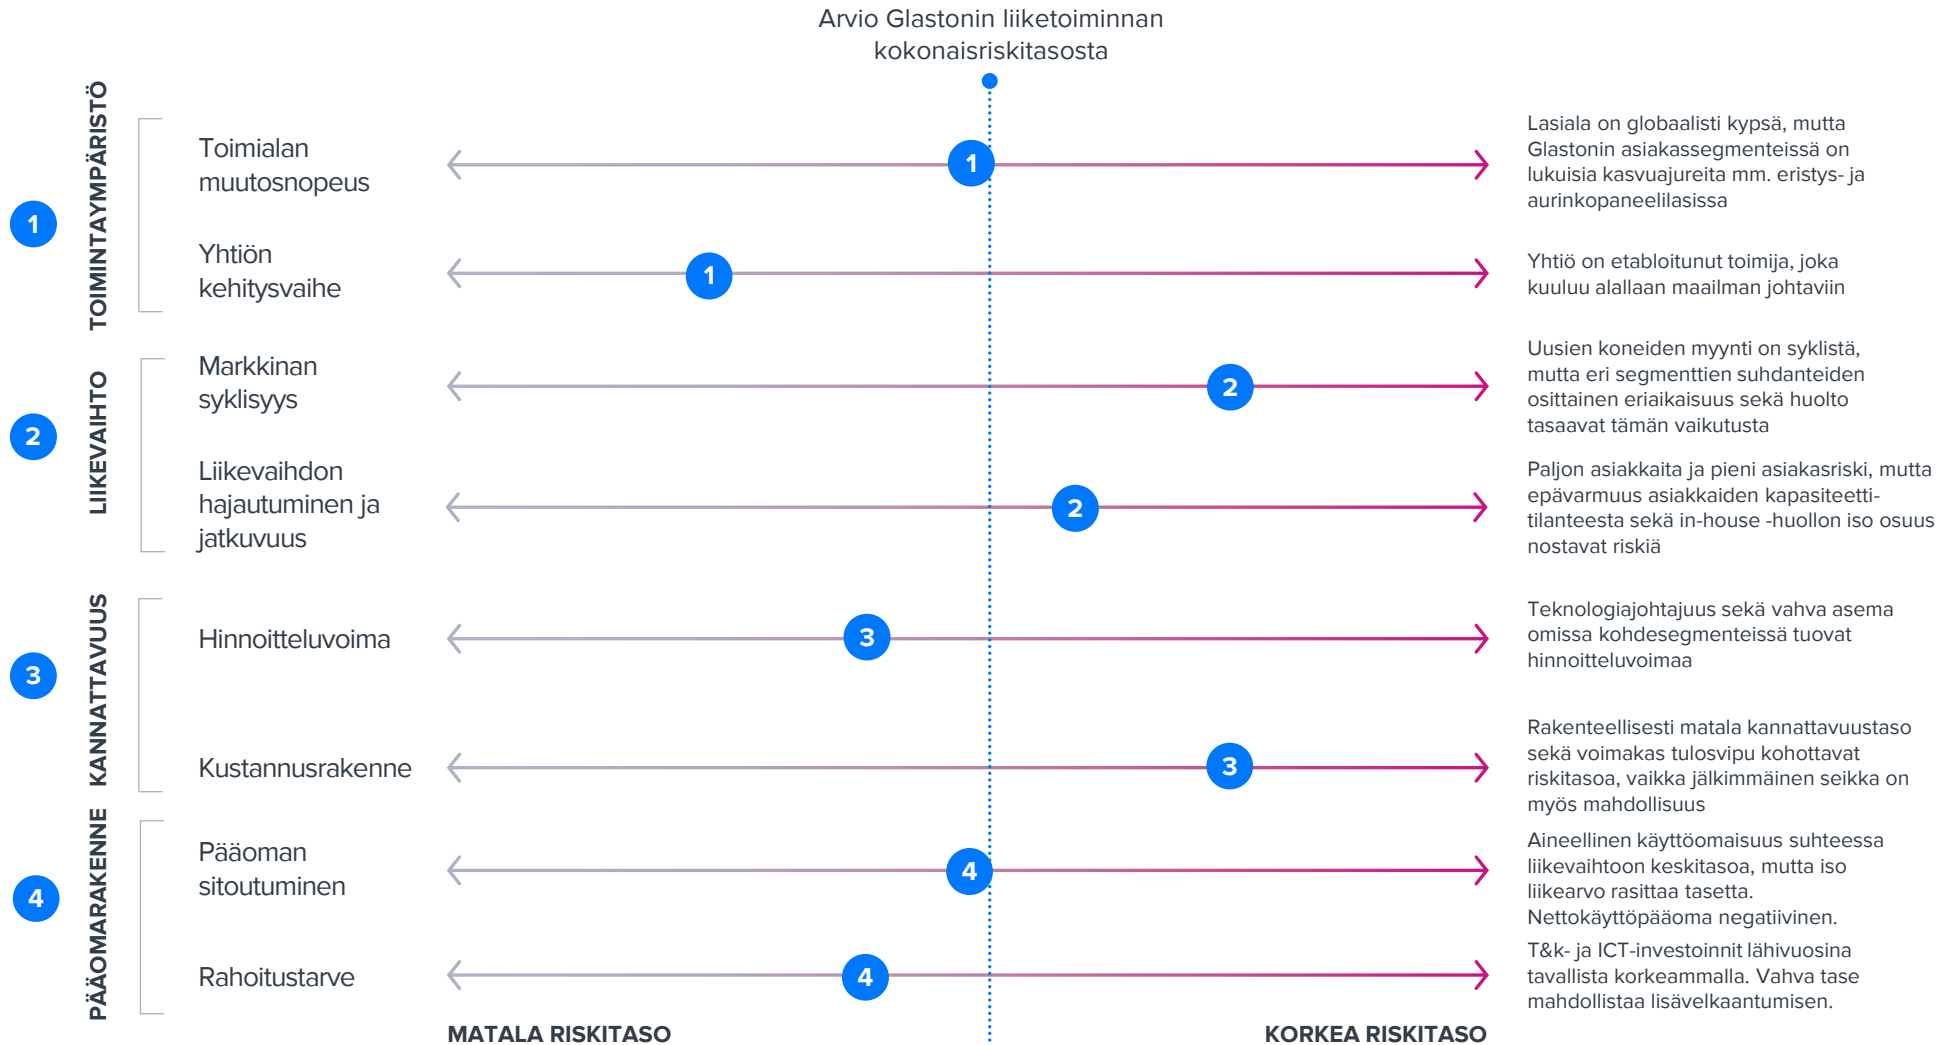 Arvio Glastonin liiketoiminnan
kokonaisriskitasosta
1
TOIMINTAYMPÄRISTÖ
Toimialan
muutosnopeus
1
Lasiala on globaalisti kypsä, mutta
Glastonin asiakassegmenteissä on
lukuisia kasvuajureita mm. eristys- ja
aurinkopaneelilasissa
Yhtiön
kehitysvaihe
1
Yhtiö on etabloitunut toimija, joka
kuuluu alallaan maailman johtaviin
2
LIIKEVAIHTO
Markkinan
syklisyys
2
Uusien koneiden myynti on syklistä,
mutta eri segmenttien suhdanteiden
osittainen eriaikaisuus sekä huolto
tasaavat tämän vaikutusta
Liikevaihdon
hajautuminen ja
jatkuvuus
2
Paljon asiakkaita ja pieni asiakasriski, mutta
epävarmuus asiakkaiden kapasiteetti-
tilanteesta sekä in-house -huollon iso osuus
nostavat riskiä
3
KANNATTAVUUS
Hinnoitteluvoima
3
Teknologiajohtajuus sekä vahva asema
omissa kohdesegmenteissä tuovat
hinnoitteluvoimaa
Kustannusrakenne
3
Rakenteellisesti matala kannattavuustaso
sekä voimakas tulosvipu kohottavat
riskitasoa, vaikka jälkimmäinen seikka on
myös mahdollisuus
4
PÄÄOMARAKENNE
Pääoman
sitoutuminen
4
Aineellinen käyttöomaisuus suhteessa
liikevaihtoon keskitasoa, mutta iso
liikearvo rasittaa tasetta.
Nettokäyttöpääoma negatiivinen.
Rahoitustarve
4
T&k- ja ICT-investoinnit lähivuosina
tavallista korkeammalla. Vahva tase
mahdollistaa lisävelkaantumisen.
MATALA RISKITASO
KORKEA RISKITASO